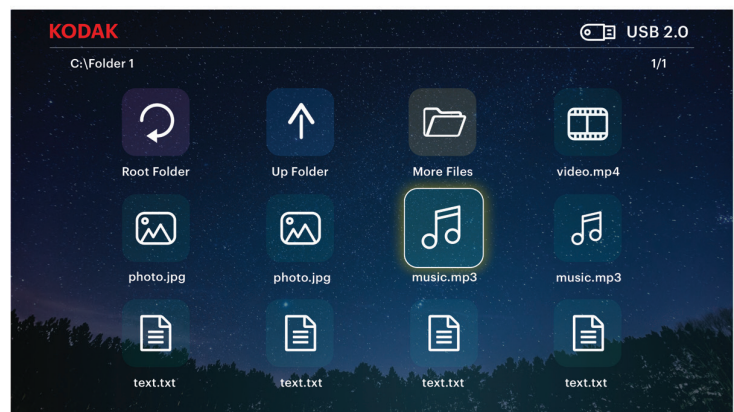 KODAK
USB 2.0
C:\Folder 1
1/1
Root Folder
Up Folder
More Files
video.mp4
photo.jpg
photo.jpg
music.mp3
music.mp3
text.txt
text.txt
text.txt
text.txt